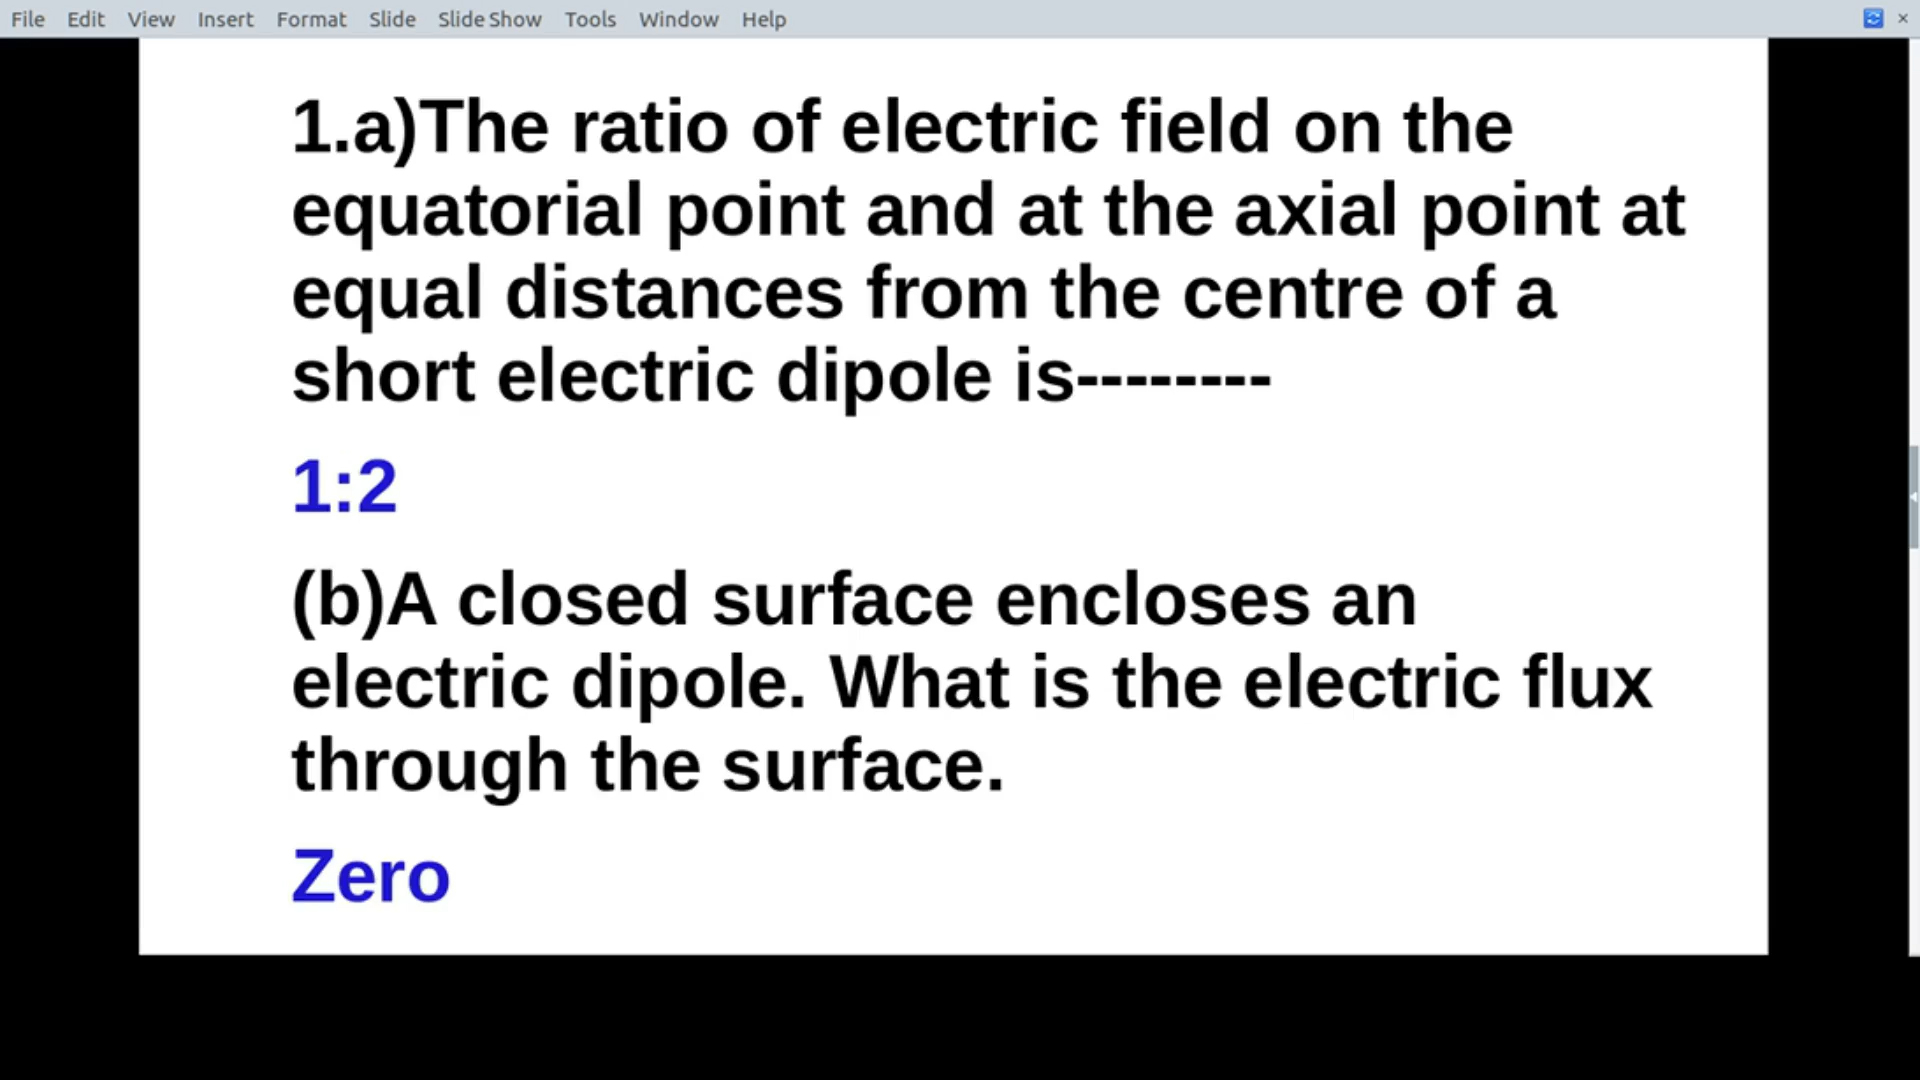 File Edit View Insert Format Slide Slide Show Tools Window Help
1.a)The ratio of electric field on the
equatorial point and at the axial point at
equal distances from the centre of a
short electric dipole is--------
1:2
(b)A closed surface encloses an
electric dipole. What is the electric flux
through the surface.
Zero